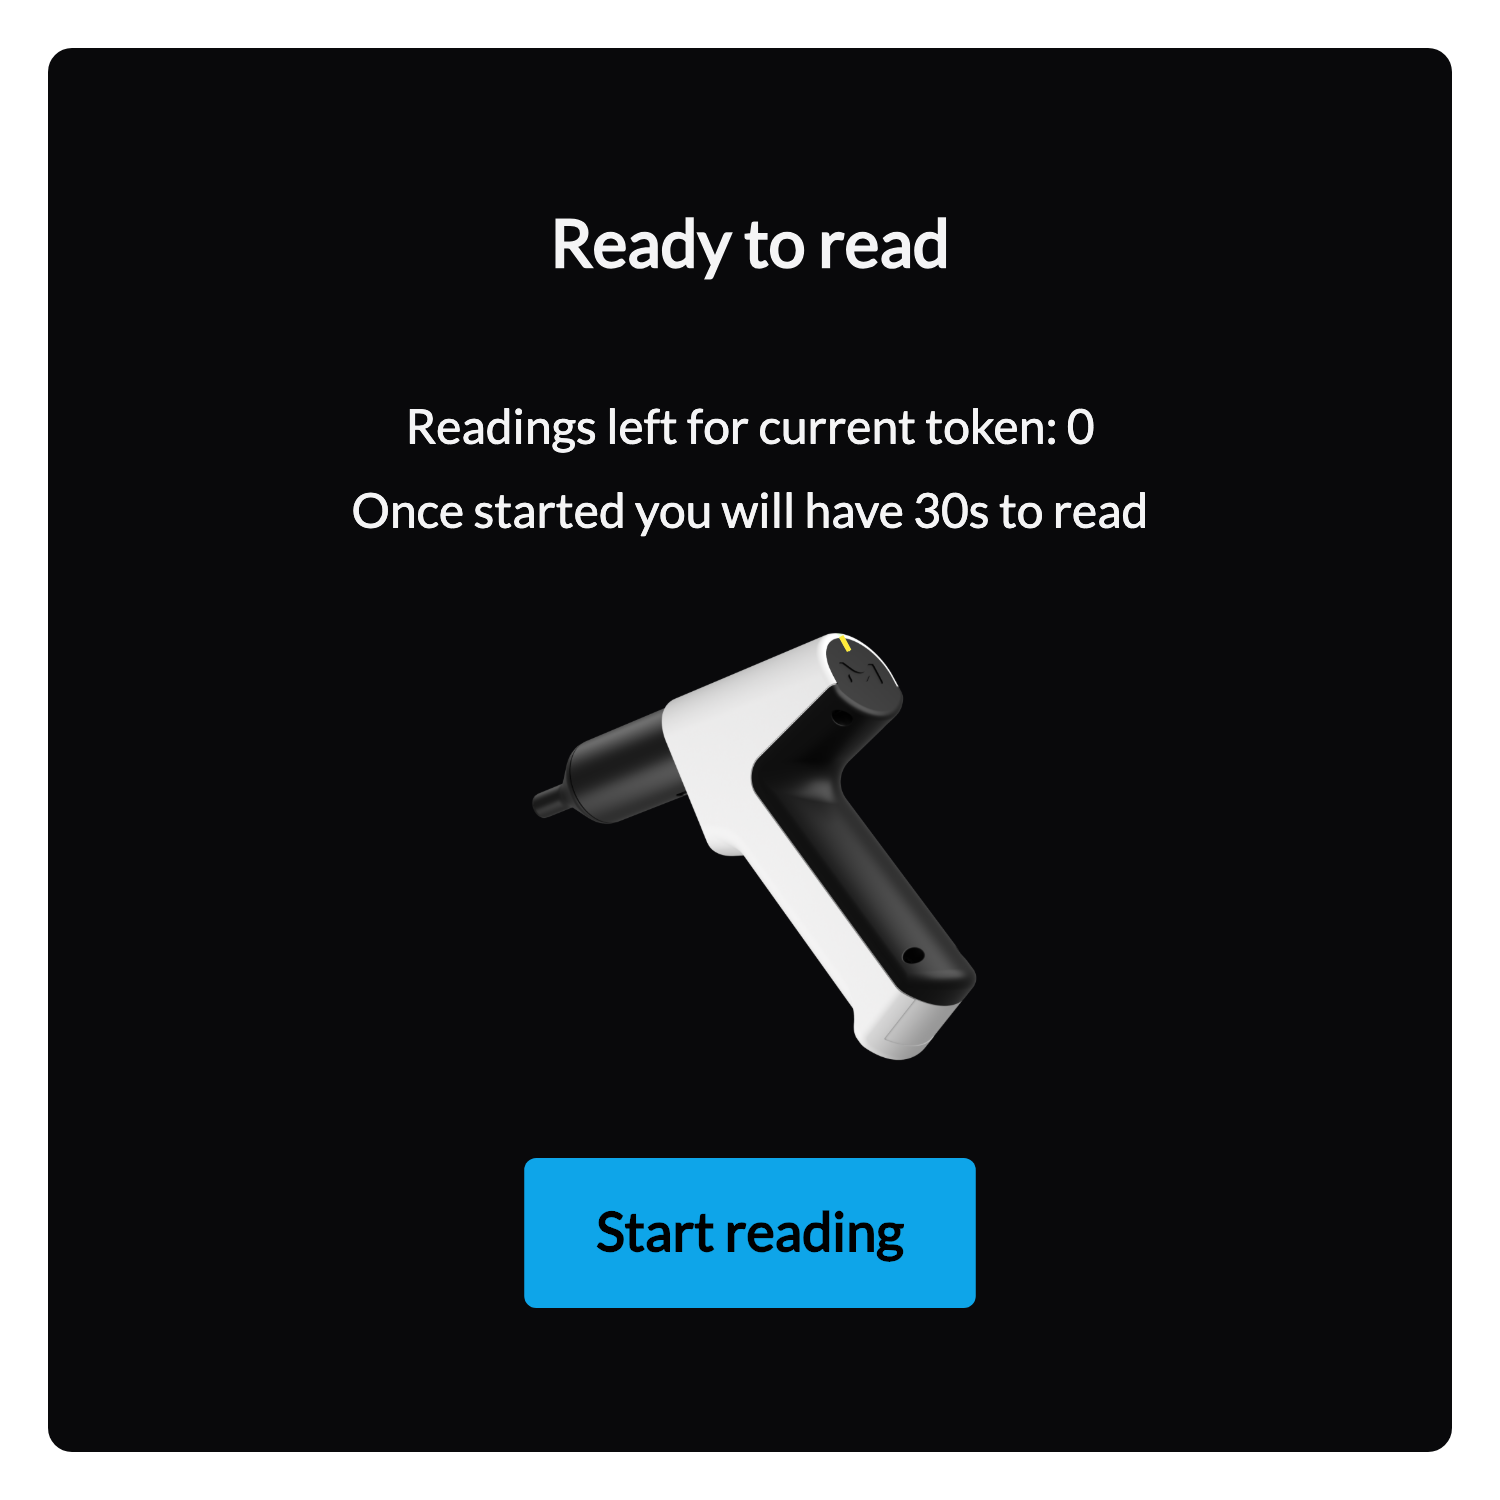 Ready to read
Readings left for current token: 0
Once started you will have 30s to read
Start reading